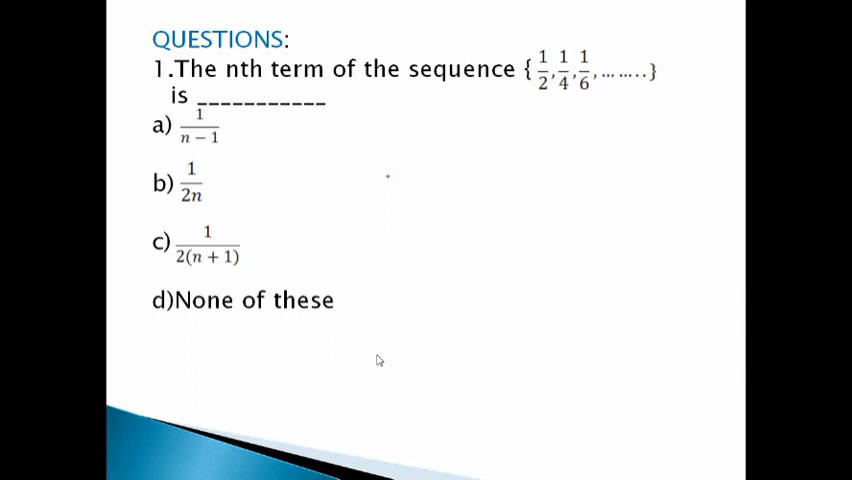 QUESTIONS:
1.The nth term of the sequence {1/2, 1/4, 1/6, ........}
is ___________
a) 1/(n − 1)
b) 1/2n
c) 1/2(n + 1)
d)None of these